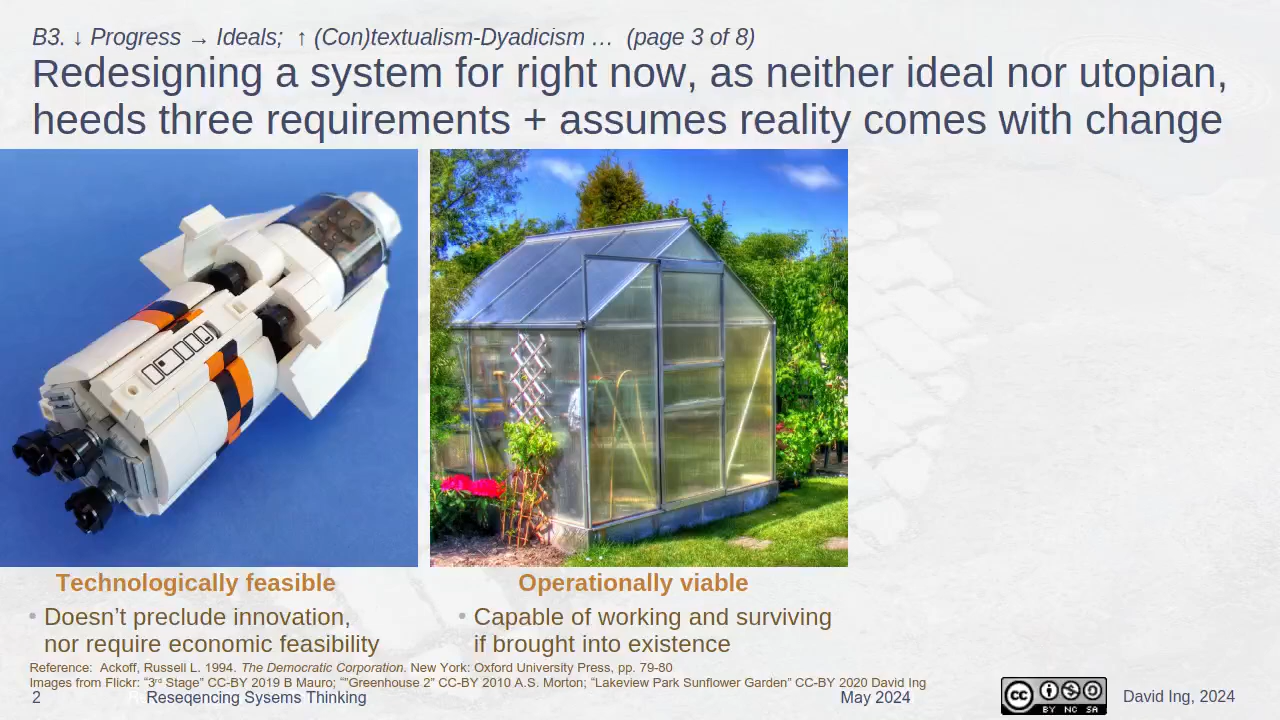 B3. ↓ Progress → Ideals; ↑ (Con)textualism-Dyadicism … (page 3 of 8)
Redesigning a system for right now, as neither ideal nor utopian,
heeds three requirements + assumes reality comes with change
Technologically feasible
• Doesn’t preclude innovation,
nor require economic feasibility
Operationally viable
• Capable of working and surviving
if brought into existence
Reference: Ackoff, Russell L. 1994. The Democratic Corporation. New York: Oxford University Press, pp. 79-80
Images from Flickr: “3rd Stage” CC-BY 2019 B Mauro; “”Greenhouse 2” CC-BY 2010 A.S. Morton; “Lakeview Park Sunflower Garden” CC-BY 2020 David Ing
2
Reseqencing Sysems Thinking
May 2024
cc
BY NC SA
David Ing, 2024